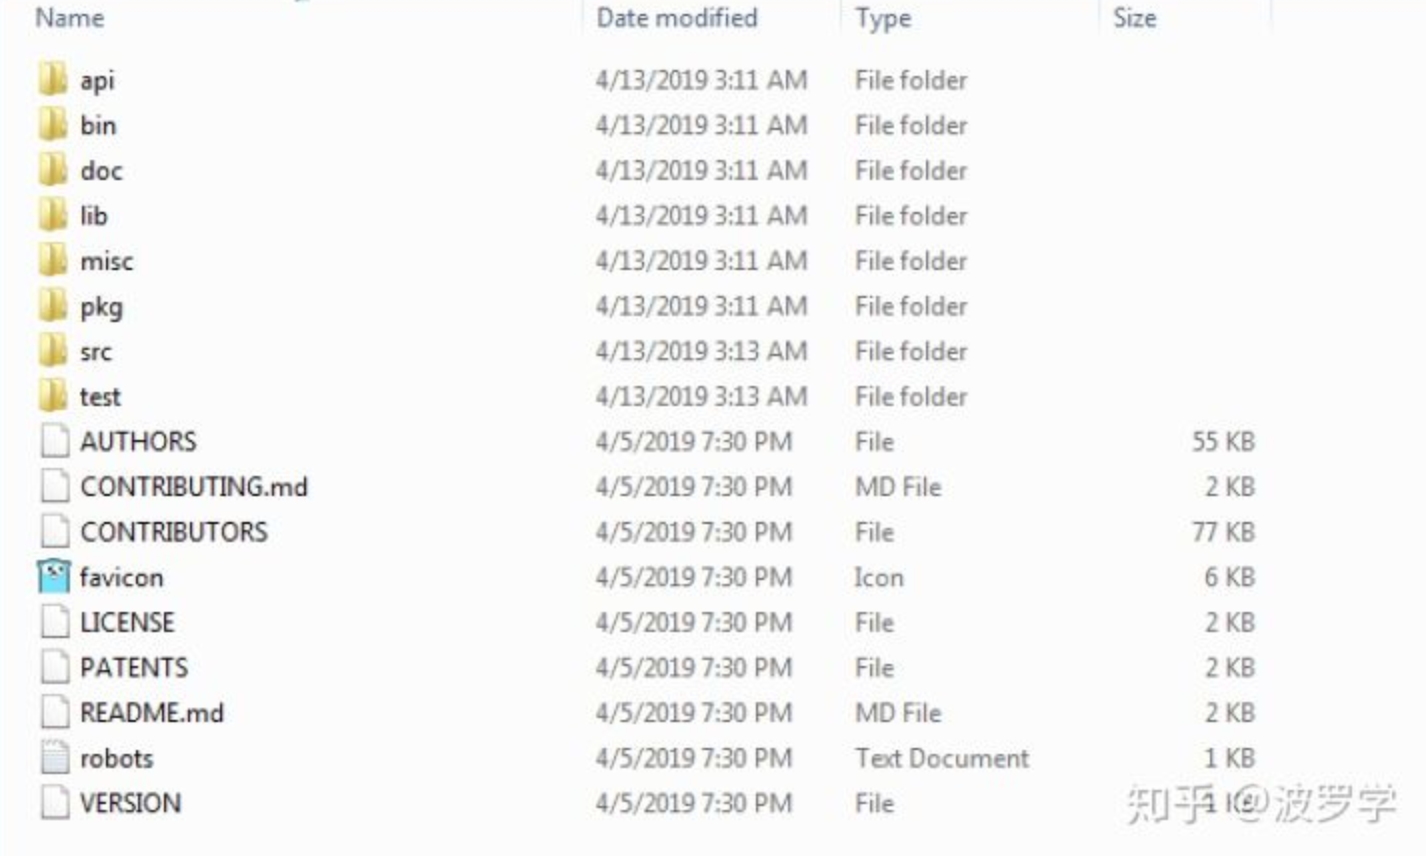 Name Date modified Type Size
api 4/13/2019 3:11 AM File folder
bin 4/13/2019 3:11 AM File folder
doc 4/13/2019 3:11 AM File folder
lib 4/13/2019 3:11 AM File folder
misc 4/13/2019 3:11 AM File folder
pkg 4/13/2019 3:11 AM File folder
src 4/13/2019 3:13 AM File folder
test 4/13/2019 3:13 AM File folder
AUTHORS 4/5/2019 7:30 PM File 55 KB
CONTRIBUTING.md 4/5/2019 7:30 PM MD File 2 KB
CONTRIBUTORS 4/5/2019 7:30 PM File 77 KB
favicon 4/5/2019 7:30 PM Icon 6 KB
LICENSE 4/5/2019 7:30 PM File 2 KB
PATENTS 4/5/2019 7:30 PM File 2 KB
README.md 4/5/2019 7:30 PM MD File 2 KB
robots 4/5/2019 7:30 PM Text Document 1 KB
VERSION 4/5/2019 7:30 PM File 1 KB
知乎 @波罗学